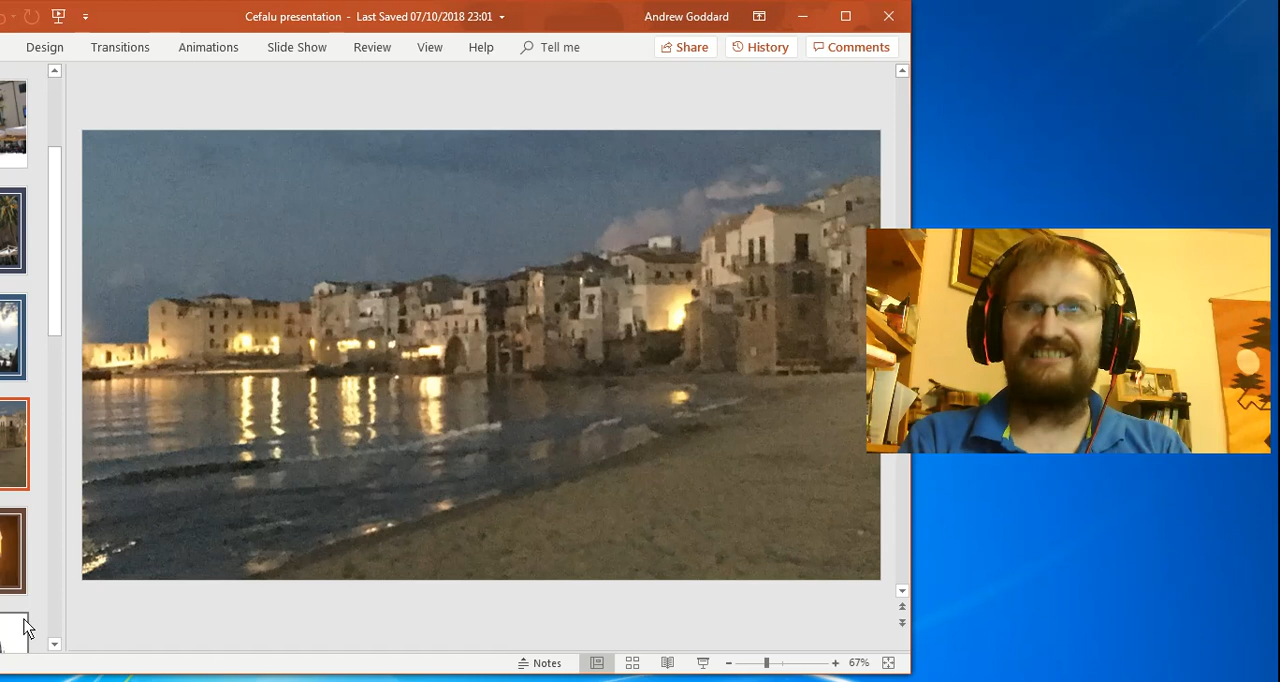 Cefalu presentation - Last Saved 07/10/2018 23:01
Andrew Goddard
Design Transitions Animations Slide Show Review View Help Tell me Share History Comments
Notes 67%